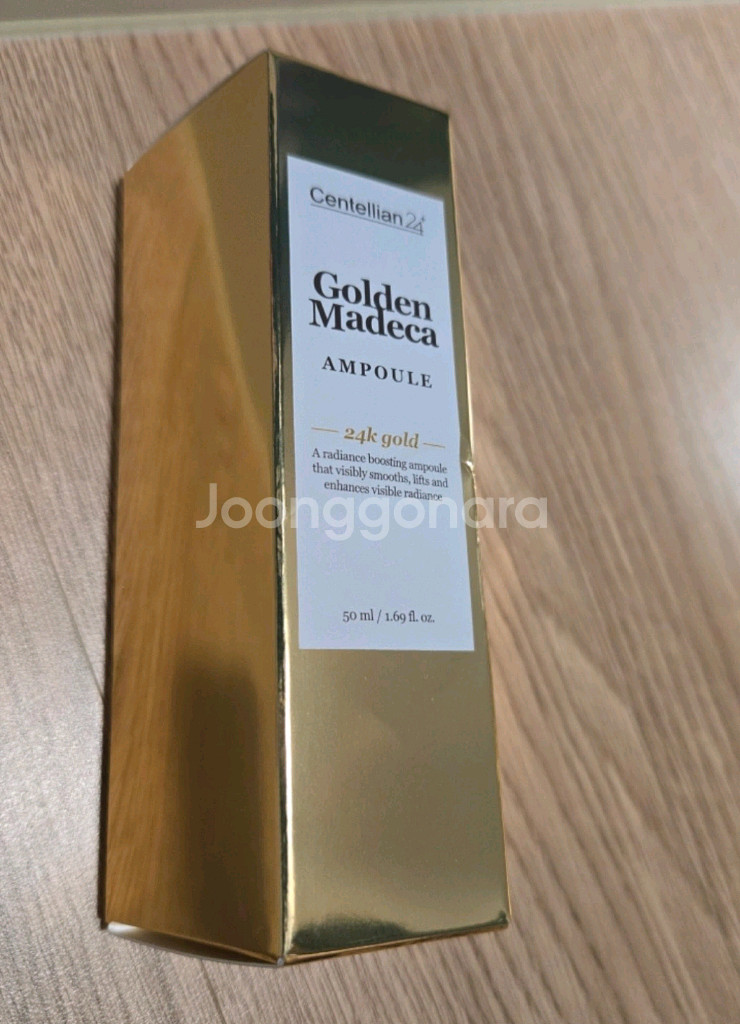 Centellian24+
Golden
Madeca
AMPOULE
24k gold
A radiance boosting ampoule
that visibly smooths, lifts and
enhances visible radiance
Joonggonara
50 ml / 1.69 fl. oz.